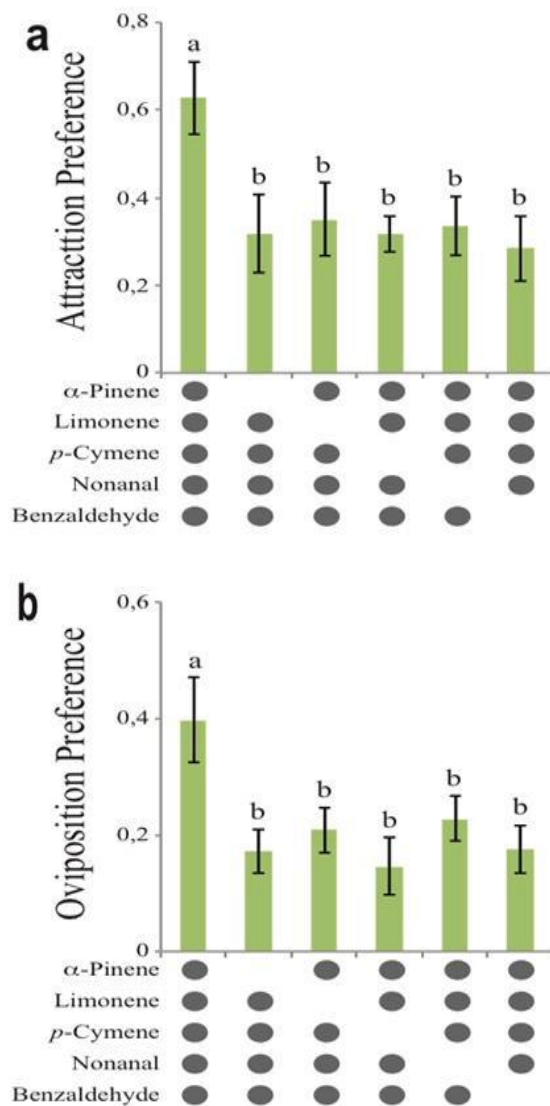 a
0,8
0,6
0,4
0,2
0
Attracttion Preference
a
b
b
b
b
b
α-Pinene
Limonene
p-Cymene
Nonanal
Benzaldehyde
b
0,6
0,4
0,2
0
Oviposition Preference
a
b
b
b
b
b
α-Pinene
Limonene
p-Cymene
Nonanal
Benzaldehyde